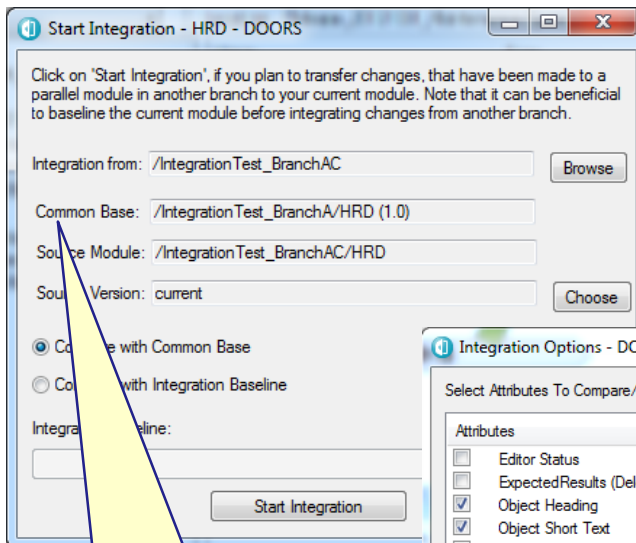 Start Integration - HRD - DOORS
Click on "Start Integration", if you plan to transfer changes, that have been made to a
parallel module in another branch to your current module. Note that it can be beneficial
to baseline the current module before integrating changes from another branch.
Integration from: /IntegrationTest_BranchAC
Browse
Common Base: /IntegrationTest_BranchA/HRD (1.0)
Source Module: /IntegrationTest_BranchAC/HRD
Version: current
Choose
with Common Base
with Integration Baseline
Integration Options - DO
Select Attributes To Compare/
Attributes
Editor Status
ExpectedResults (Del
Object Heading
Object Short Text
Start Integration